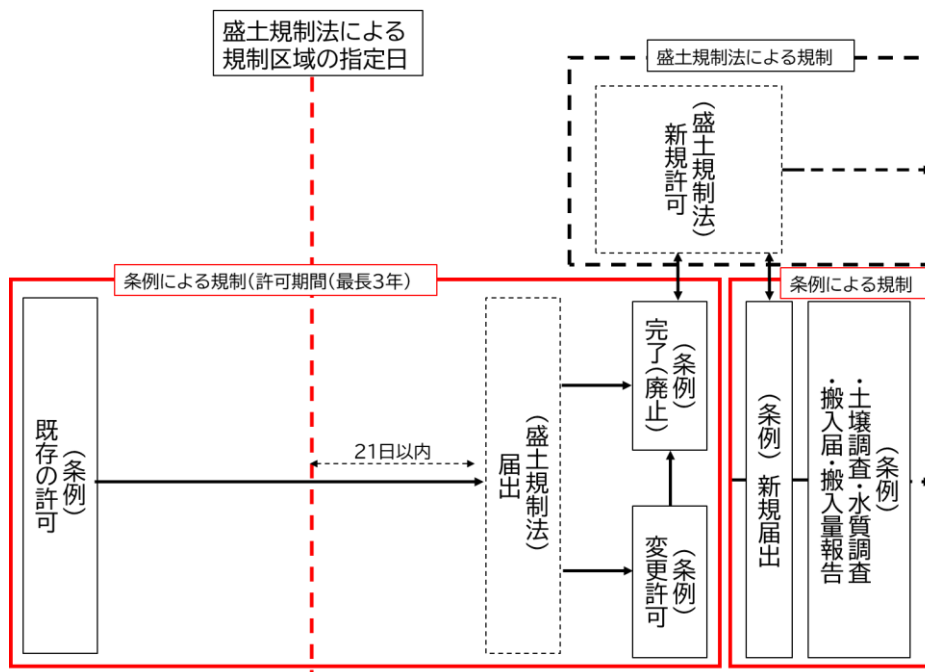 盛土規制法による
規制区域の指定日
盛土規制法による規制
(盛土規制法)
新規許可
条例による規制(許可期間(最長3年)
条例による規制
(条例)
既存の許可
21日以内
(盛土規制法)
届出
(条例)
完了(廃止)
(条例)
変更許可
(条例)新規届出
(条例)
・土壌調査・水質調査
・搬入届・搬入量報告